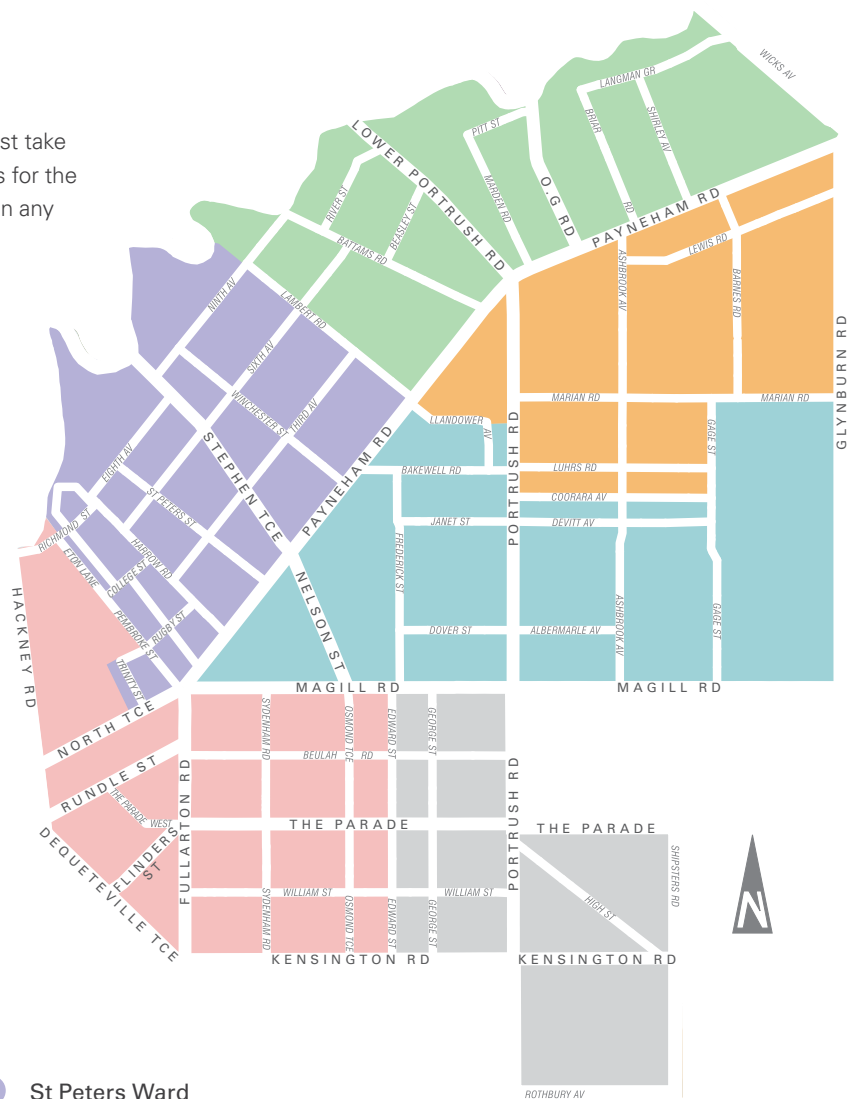 st take
s for the
n any
WICKS AV
LANGMAN GR
BRIAR
RD
SHIRLEY AV
PITT ST
LOWER PORTRUSH RD
MARDEN RD
O.G RD
PAYNEHAM RD
RIVER ST
BEASLEY ST
BATTAMS RD
LEWIS RD
ASHBROOK AV
BARNES RD
NINTH AV
LAMBERT RD
SIXTH AV
GLYNBURN RD
WINCHESTER ST
THIRD AV
MARIAN RD
MARIAN RD
LLANDOWER
AV
STEPHEN TCE
PAYNEHAM RD
PORTRUSH RD
GAGE ST
EIGHTH AV
BAKEWELL RD
LUHRS RD
ST PETERS ST
COORARA AV
RICHMOND ST
JANET ST
DEVITT AV
ETON LANE
HARROW RD
FREDERICK ST
COLLEGE ST
NELSON ST
HACKNEY RD
PEMBROKE ST
RUGBY ST
DOVER ST
ALBERMARLE AV
ASHBROOK AV
GAGE ST
TRINITY ST
MAGILL RD
MAGILL RD
NORTH TCE
SYDENHAM RD
OSMOND TCE
EDWARD ST
GEORGE ST
BEULAH RD
RUNDLE ST
THE PARADE WEST
FULLARTON RD
PORTRUSH RD
THE PARADE
THE PARADE
FLINDERS
ST
DEQUETEVILLE TCE
SHIPSTERS RD
WILLIAM ST
WILLIAM ST
HIGH ST
N
SYDENHAM RD
OSMOND TCE
EDWARD ST
GEORGE ST
KENSINGTON RD
KENSINGTON RD
St Peters Ward
ROTHBURY AV